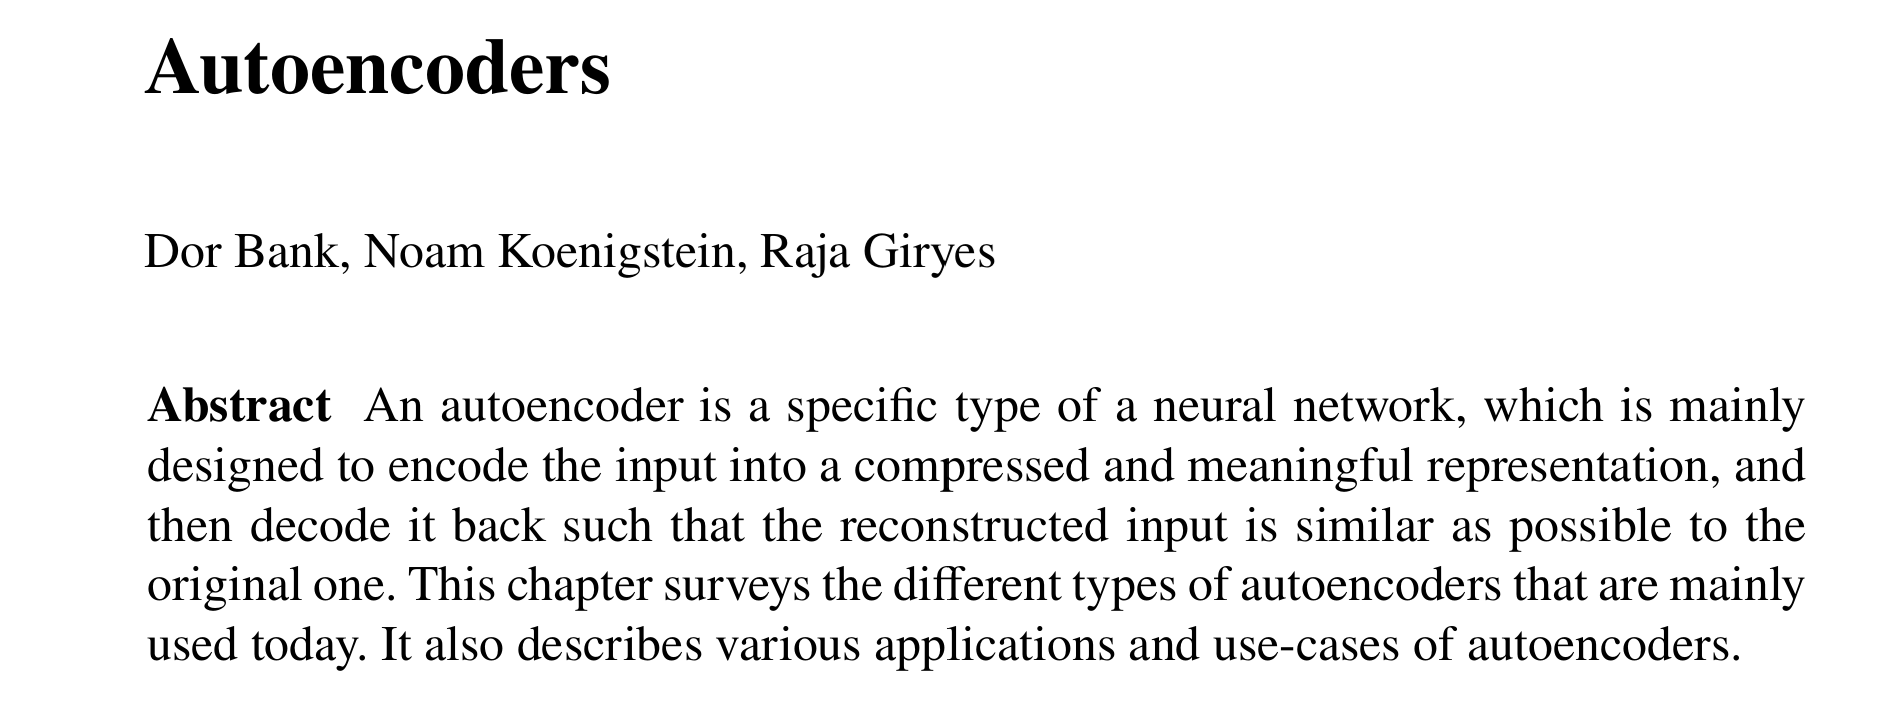 Autoencoders
Dor Bank, Noam Koenigstein, Raja Giryes
Abstract An autoencoder is a specific type of a neural network, which is mainly
designed to encode the input into a compressed and meaningful representation, and
then decode it back such that the reconstructed input is similar as possible to the
original one. This chapter surveys the different types of autoencoders that are mainly
used today. It also describes various applications and use-cases of autoencoders.